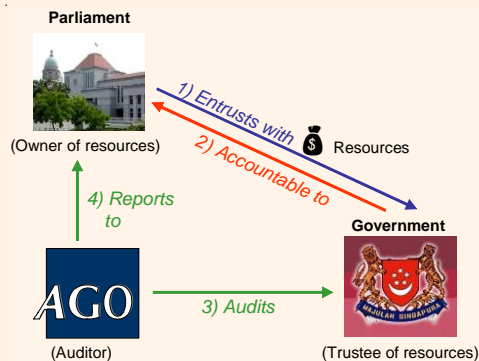 Parliament
(Owner of resources)
1) Entrusts with $ Resources
2) Accountable to
4) Reports
to
Government
MAJULAH SINGAPURA
AGO
3) Audits
(Auditor)
(Trustee of resources)